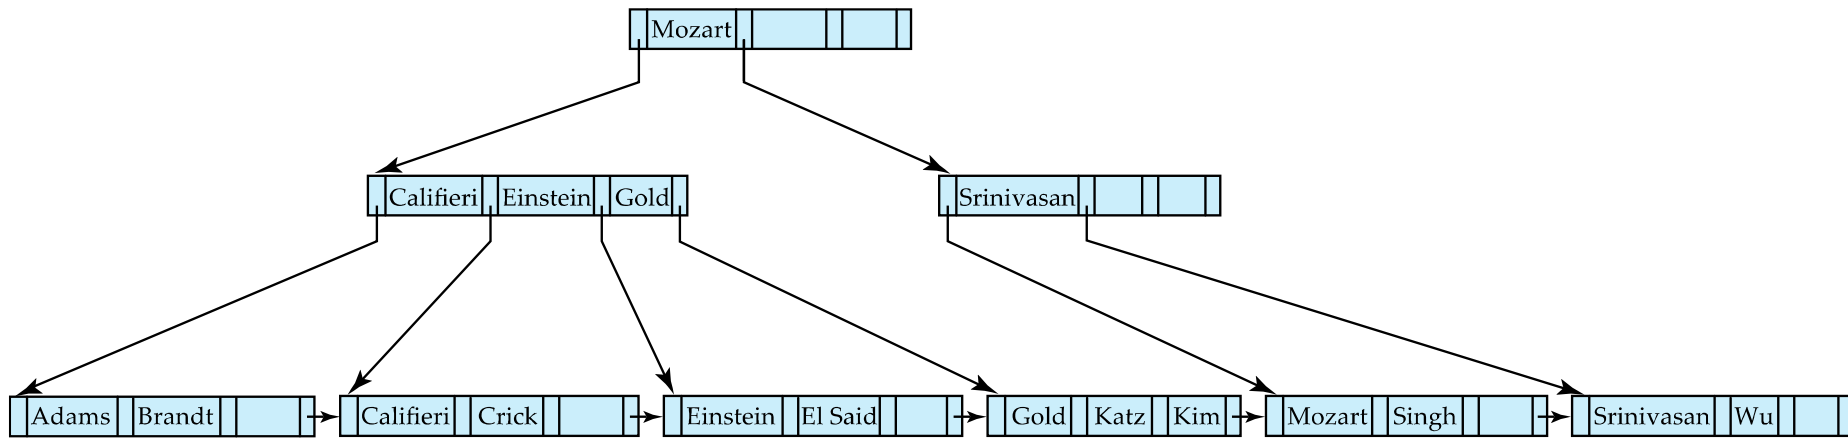 Mozart
Califieri Einstein Gold Srinivasan
Adams Brandt Califieri Crick Einstein El Said Gold Katz Kim Mozart Singh Srinivasan Wu